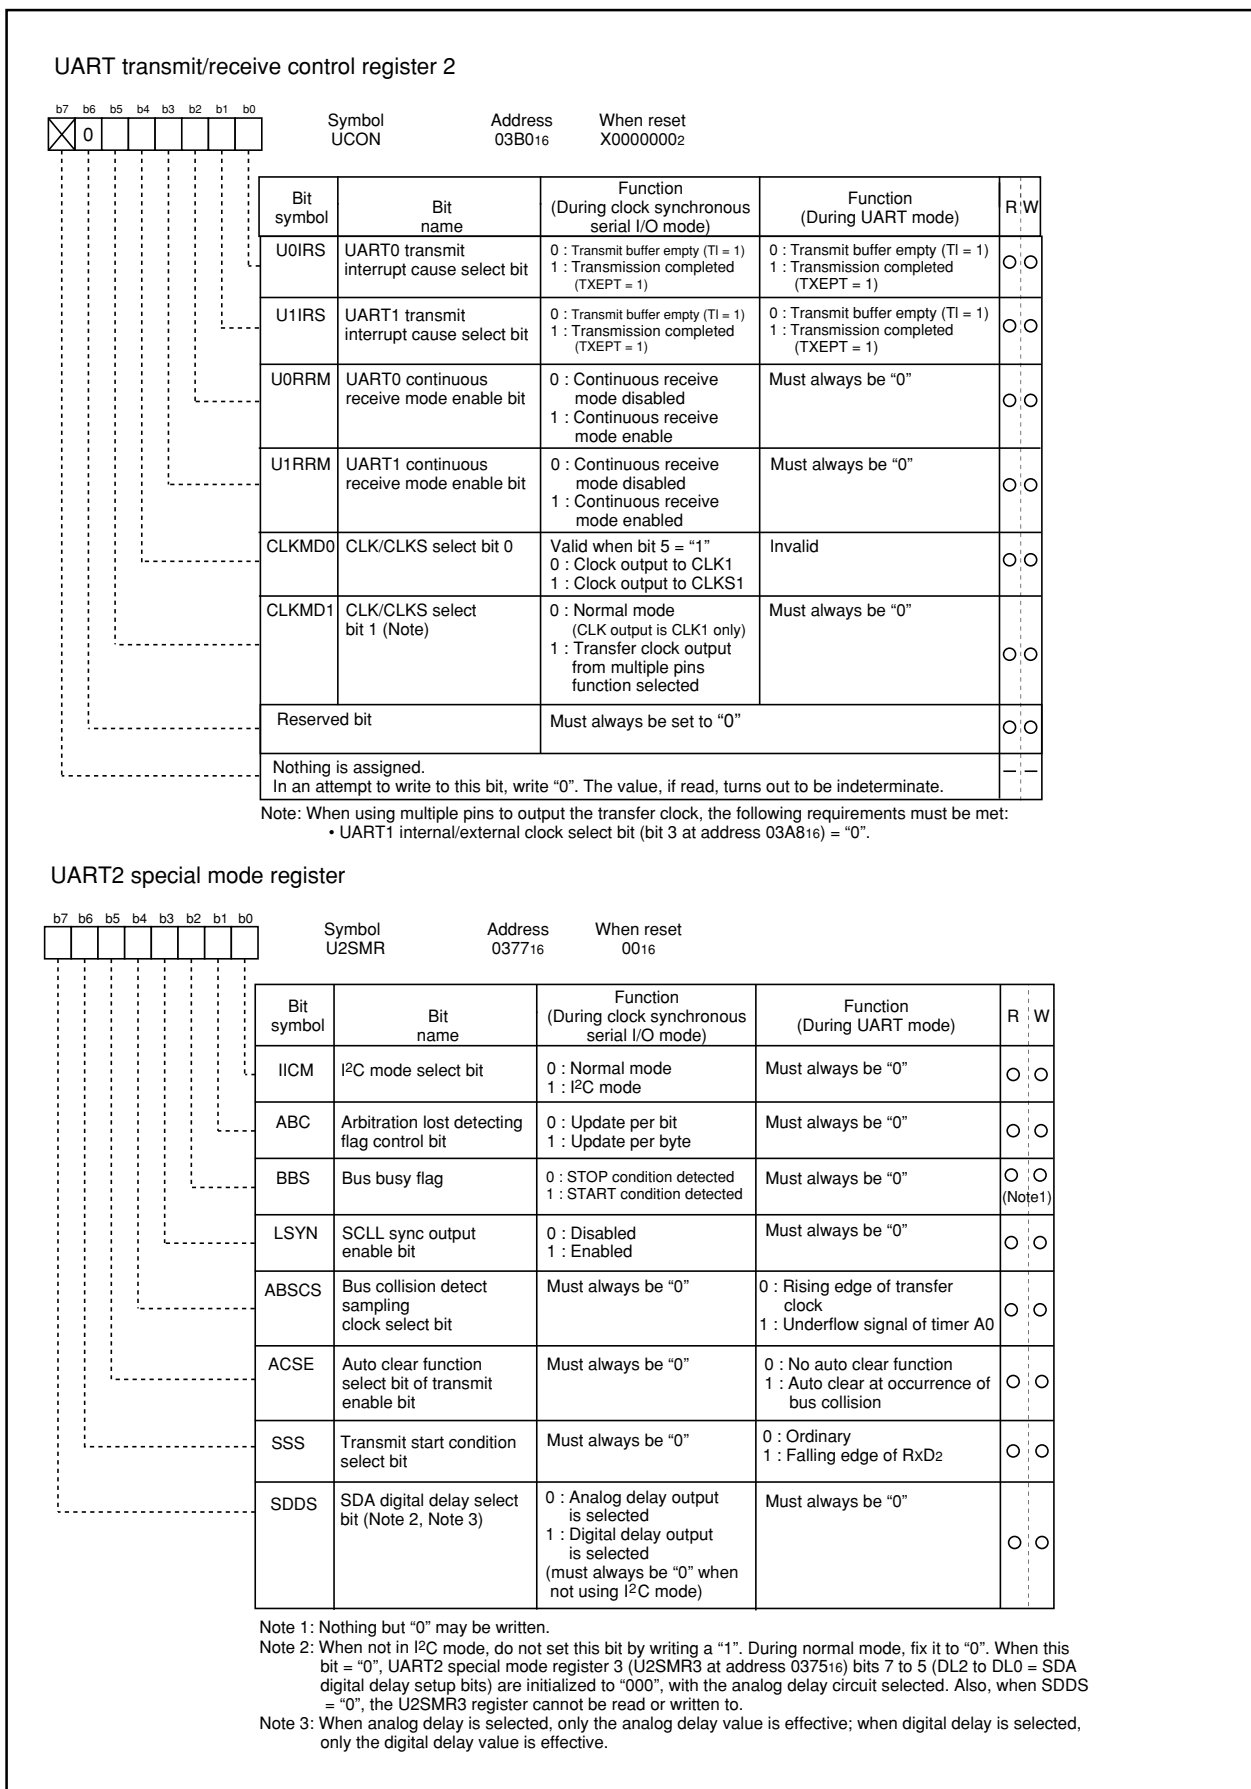 UART transmit/receive control register 2
b7 b6 b5 b4 b3 b2 b1 b0
0
Symbol Address When reset
UCON 03B016 X00000002
Bit symbol Bit name Function (During clock synchronous serial I/O mode) Function (During UART mode) R W
U0IRS UART0 transmit interrupt cause select bit
0 : Transmit buffer empty (TI = 1)
1 : Transmission completed
(TXEPT = 1)
0 : Transmit buffer empty (TI = 1)
1 : Transmission completed
(TXEPT = 1)
U1IRS UART1 transmit interrupt cause select bit
0 : Transmit buffer empty (TI = 1)
1 : Transmission completed
(TXEPT = 1)
0 : Transmit buffer empty (TI = 1)
1 : Transmission completed
(TXEPT = 1)
U0RRM UART0 continuous receive mode enable bit
0 : Continuous receive
mode disabled
1 : Continuous receive
mode enable
Must always be “0”
U1RRM UART1 continuous receive mode enable bit
0 : Continuous receive
mode disabled
1 : Continuous receive
mode enabled
Must always be “0”
CLKMD0 CLK/CLKS select bit 0
Valid when bit 5 = “1”
0 : Clock output to CLK1
1 : Clock output to CLKS1
Invalid
CLKMD1 CLK/CLKS select bit 1 (Note)
0 : Normal mode
(CLK output is CLK1 only)
1 : Transfer clock output
from multiple pins
function selected
Must always be “0”
Reserved bit Must always be set to “0”
Nothing is assigned.
In an attempt to write to this bit, write “0”. The value, if read, turns out to be indeterminate.
Note: When using multiple pins to output the transfer clock, the following requirements must be met:
• UART1 internal/external clock select bit (bit 3 at address 03A816) = “0”.
UART2 special mode register
b7 b6 b5 b4 b3 b2 b1 b0
Symbol Address When reset
U2SMR 037716 0016
Bit symbol Bit name Function (During clock synchronous serial I/O mode) Function (During UART mode) R W
IICM I2C mode select bit
0 : Normal mode
1 : I2C mode
Must always be “0”
ABC Arbitration lost detecting flag control bit
0 : Update per bit
1 : Update per byte
Must always be “0”
BBS Bus busy flag
0 : STOP condition detected
1 : START condition detected
Must always be “0”
(Note1)
LSYN SCLL sync output enable bit
0 : Disabled
1 : Enabled
Must always be “0”
ABSCS Bus collision detect sampling clock select bit
Must always be “0”
0 : Rising edge of transfer
clock
1 : Underflow signal of timer A0
ACSE Auto clear function select bit of transmit enable bit
Must always be “0”
0 : No auto clear function
1 : Auto clear at occurrence of
bus collision
SSS Transmit start condition select bit
Must always be “0”
0 : Ordinary
1 : Falling edge of RxD2
SDDS SDA digital delay select bit (Note 2, Note 3)
0 : Analog delay output
is selected
1 : Digital delay output
is selected
(must always be “0” when
not using I2C mode)
Must always be “0”
Note 1: Nothing but “0” may be written.
Note 2: When not in I2C mode, do not set this bit by writing a “1”. During normal mode, fix it to “0”. When this
bit = “0”, UART2 special mode register 3 (U2SMR3 at address 037516) bits 7 to 5 (DL2 to DL0 = SDA
digital delay setup bits) are initialized to “000”, with the analog delay circuit selected. Also, when SDDS
= “0”, the U2SMR3 register cannot be read or written to.
Note 3: When analog delay is selected, only the analog delay value is effective; when digital delay is selected,
only the digital delay value is effective.